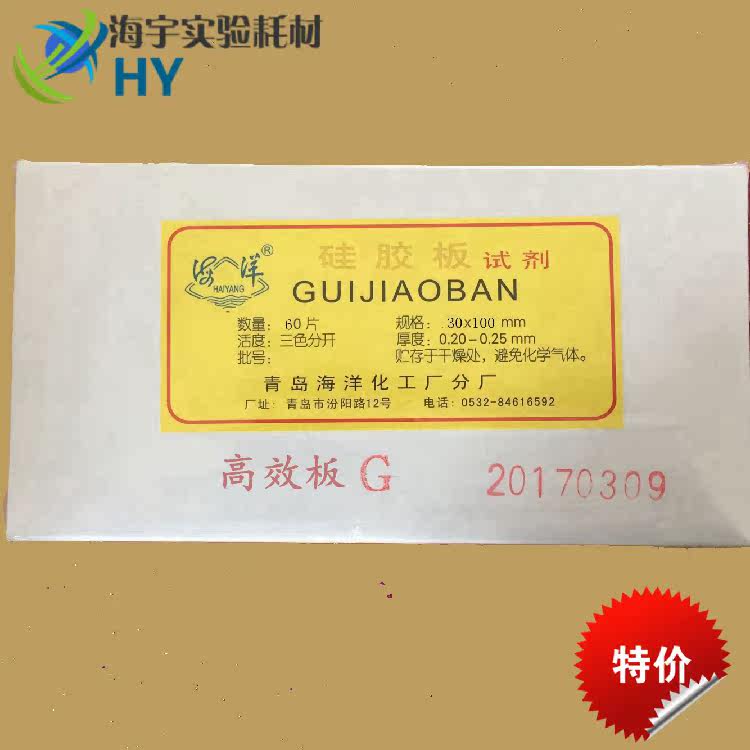 海宇实验耗材
HY
硅胶板试剂
海洋®
HAIYANG
GUIJIAOBAN
数量：60片 规格：30x100 mm
活度：三色分开 厚度：0.20-0.25mm
批号： 贮存于干燥处，避免化学气体。
青岛海洋化工厂分厂
厂址：青岛市汾阳路12号 电话：0532-84616592
高效板 G 20170309
特价